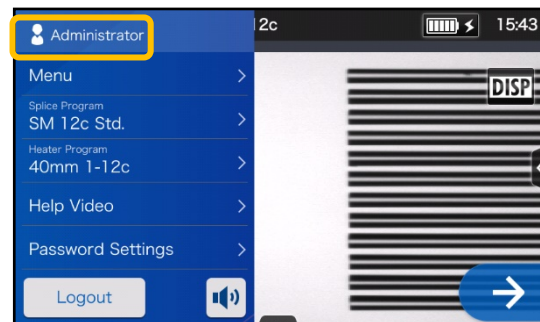 Administrator
12c
15:43
Menu
DISP
Splice Program
SM 12c Std.
Heater Program
40mm 1-12c
Help Video
Password Settings
Logout